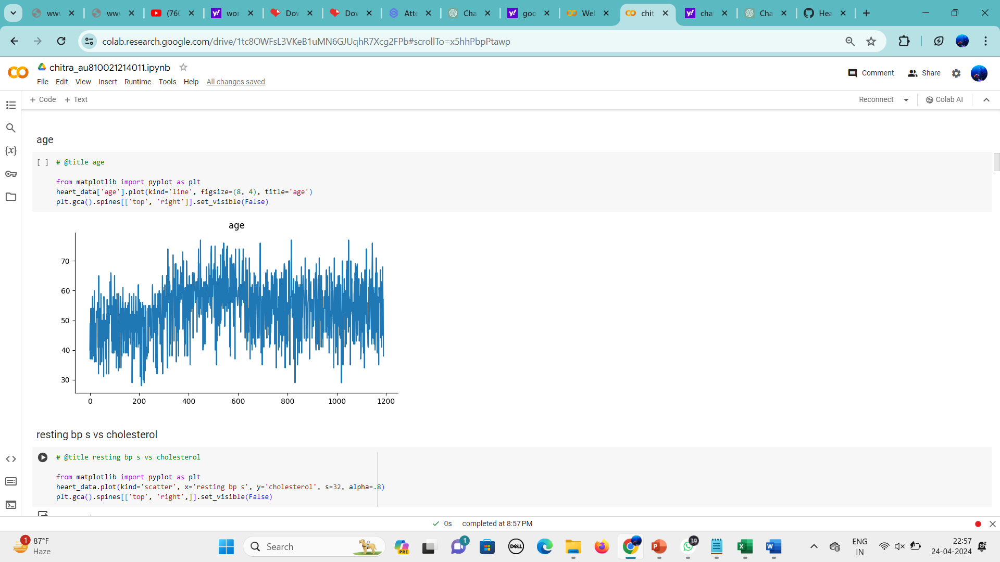 ww
ww
(760
wor
Dov
Dov
Atte
Cha
goo
Wel
chit
cha
Cha
Hea
colab.research.google.com/drive/1tc8OWFsL3VKeB1uMN6GJUqhR7Xcg2FPb#scrollTo=x5hhPbpPtawp
chitra_au810021214011.ipynb
File Edit View Insert Runtime Tools Help All changes saved
Comment Share
+ Code + Text
Reconnect Colab AI
age
[ ] # @title age
from matplotlib import pyplot as plt
heart_data['age'].plot(kind='line', figsize=(8, 4), title='age')
plt.gca().spines[['top', 'right']].set_visible(False)
age
70
60
50
40
30
0 200 400 600 800 1000 1200
resting bp s vs cholesterol
# @title resting bp s vs cholesterol
from matplotlib import pyplot as plt
heart_data.plot(kind='scatter', x='resting bp s', y='cholesterol', s=32, alpha=.8)
plt.gca().spines[['top', 'right',]].set_visible(False)
0s completed at 8:57 PM
1
87°F
Haze
Search
PRE
1
DELL
39
ENG
IN
22:57
24-04-2024